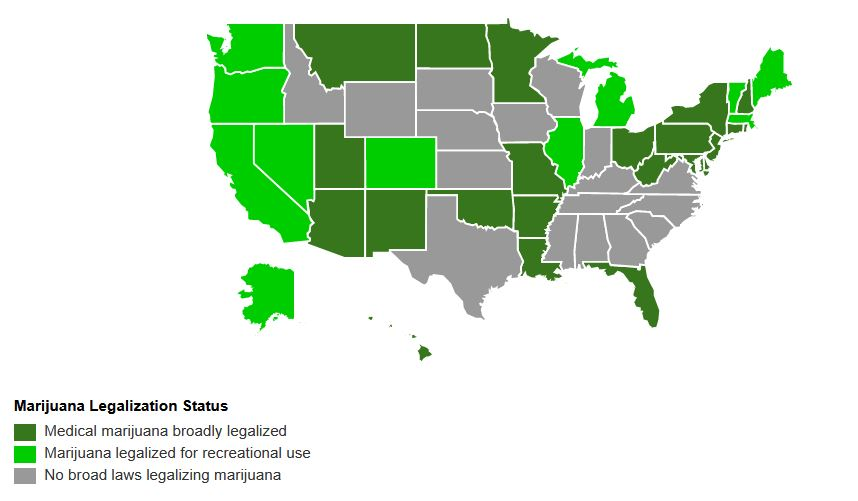 Marijuana Legalization Status
Medical marijuana broadly legalized
Marijuana legalized for recreational use
No broad laws legalizing marijuana